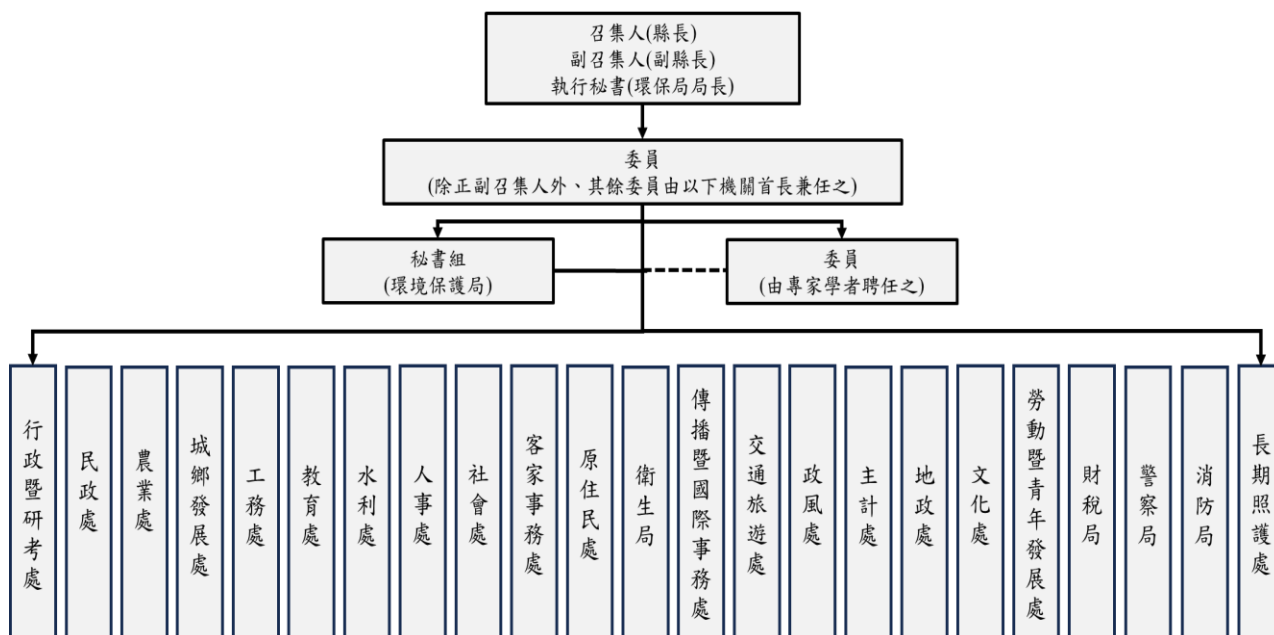 召集人(縣長)
副召集人(副縣長)
執行秘書(環保局局長)
委員
(除正副召集人外、其餘委員由以下機關首長兼任之)
秘書組
(環境保護局)
委員
(由專家學者聘任之)
行政暨研考處
民政處
農業處
城鄉發展處
工務處
教育處
水利處
人事處
社會處
客家事務處
原住民處
衛生局
傳播暨國際事務處
交通旅遊處
政風處
主計處
地政處
文化處
勞動暨青年發展處
財稅局
警察局
消防局
長期照護處